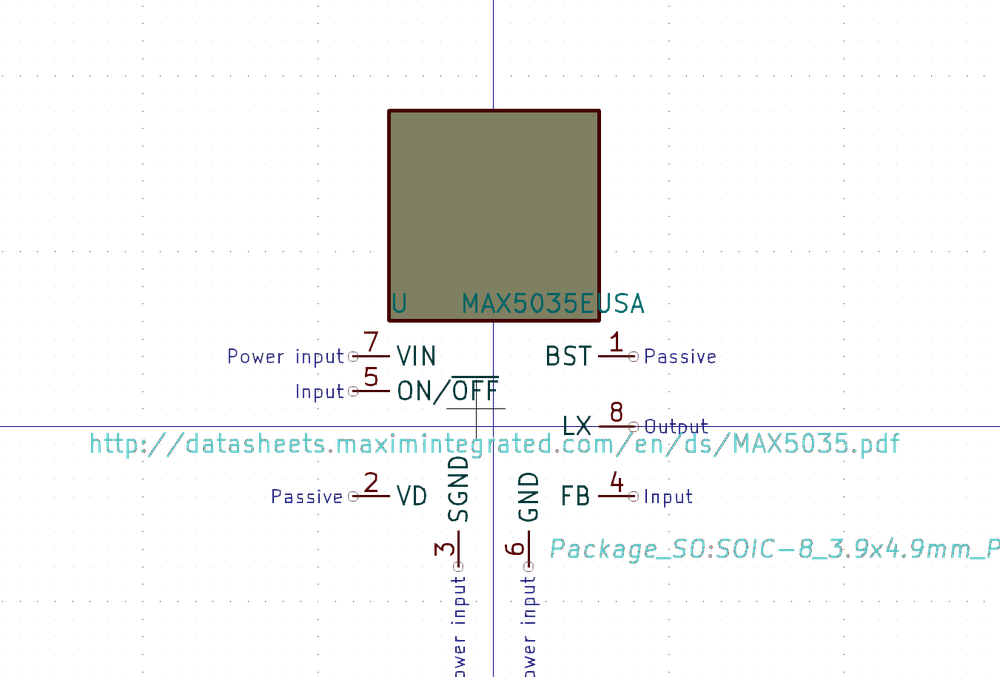 U MAX5035EUSA
Power input 7 VIN BST 1 Passive
Input 5 ON/OFF
LX 8 Output
http://datasheets.maximintegrated.com/en/ds/MAX5035.pdf
Passive 2 VD SGND GND FB 4 Input
3 6 Package_SO:SOIC-8_3.9x4.9mm_P
ower input ower input